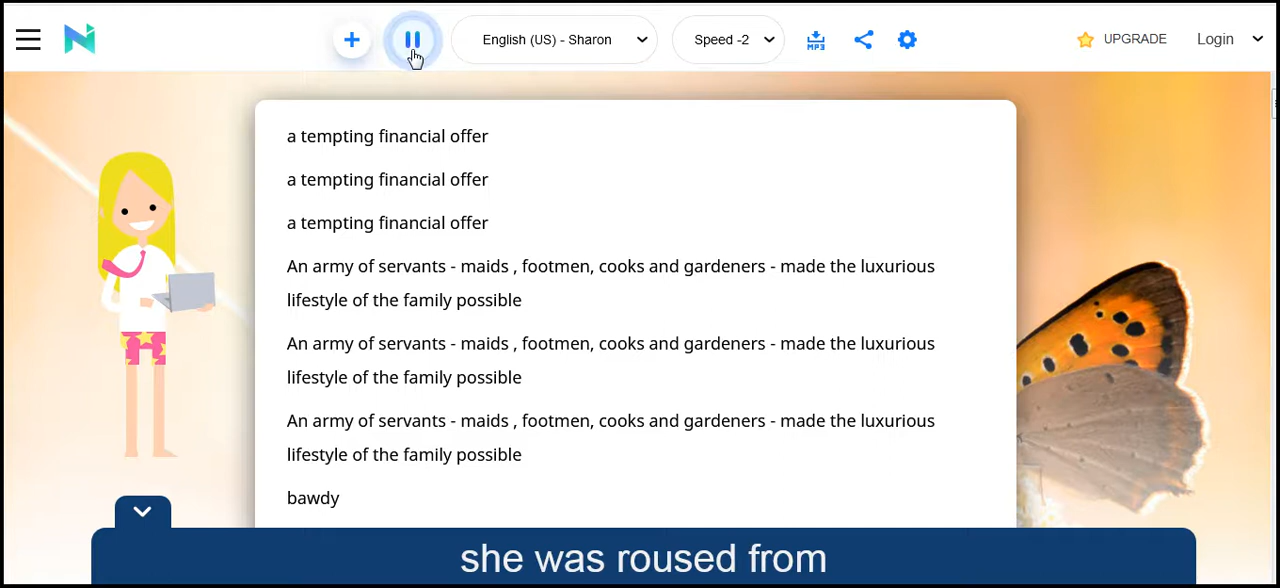 English (US) - Sharon
Speed -2
MP3
UPGRADE
Login
a tempting financial offer
a tempting financial offer
a tempting financial offer
An army of servants - maids , footmen, cooks and gardeners - made the luxurious
lifestyle of the family possible
An army of servants - maids , footmen, cooks and gardeners - made the luxurious
lifestyle of the family possible
An army of servants - maids , footmen, cooks and gardeners - made the luxurious
lifestyle of the family possible
bawdy
she was roused from